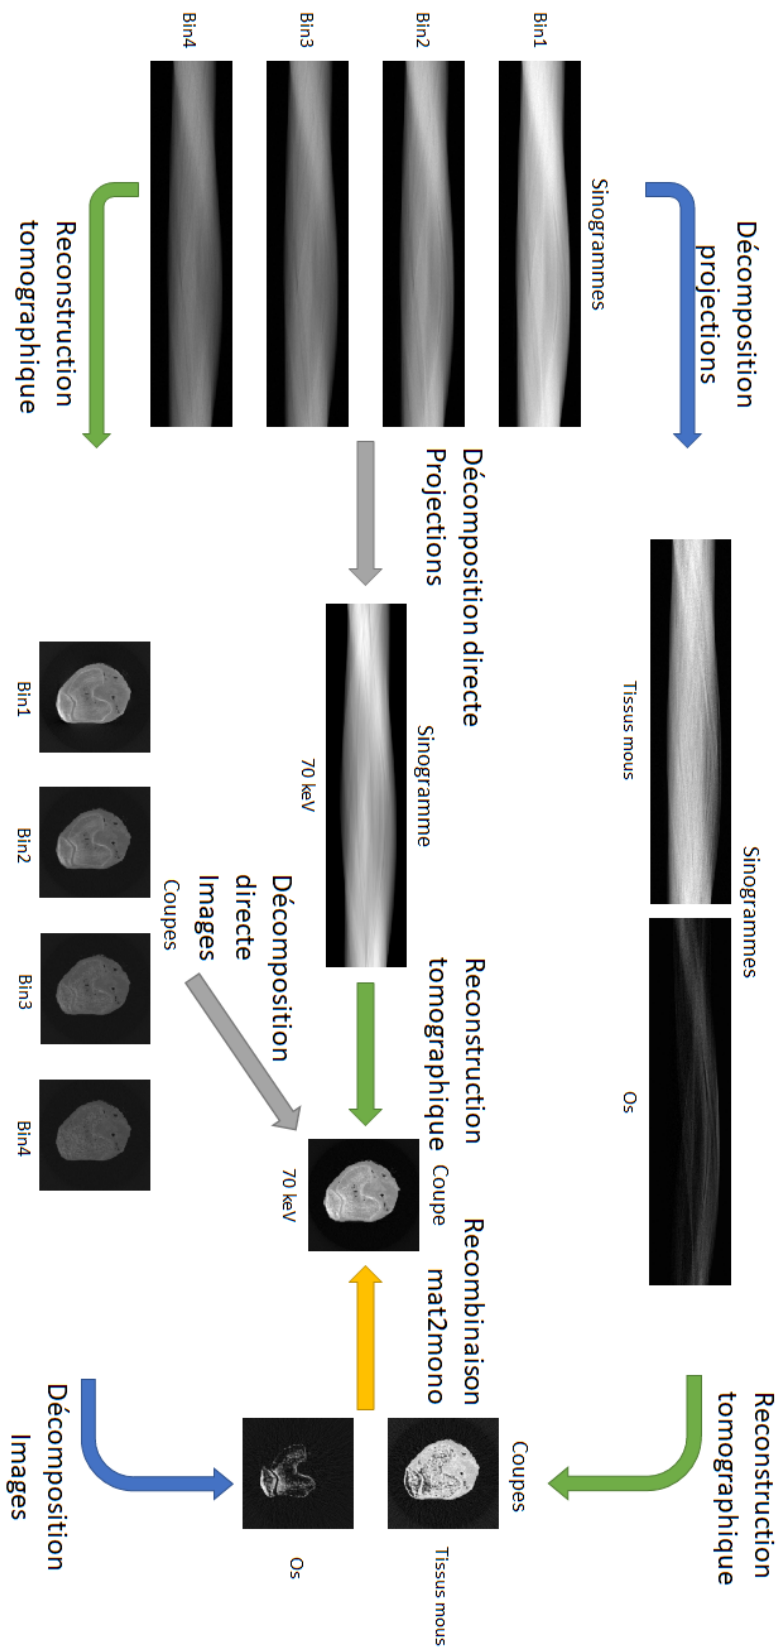 Décomposition
projections
Sinogrammes
Reconstruction
tomographique
Tissus mous
Os
Sinogrammes
Bin1
Bin2
Bin3
Bin4
Décomposition directe
Projections
Sinogramme
70 keV
Reconstruction
tomographique
Coupe
70 keV
Recombinaison
mat2mono
Coupes
Tissus mous
Os
Décomposition
directe
Images
Coupes
Bin1
Bin2
Bin3
Bin4
Reconstruction
tomographique
Décomposition
Images